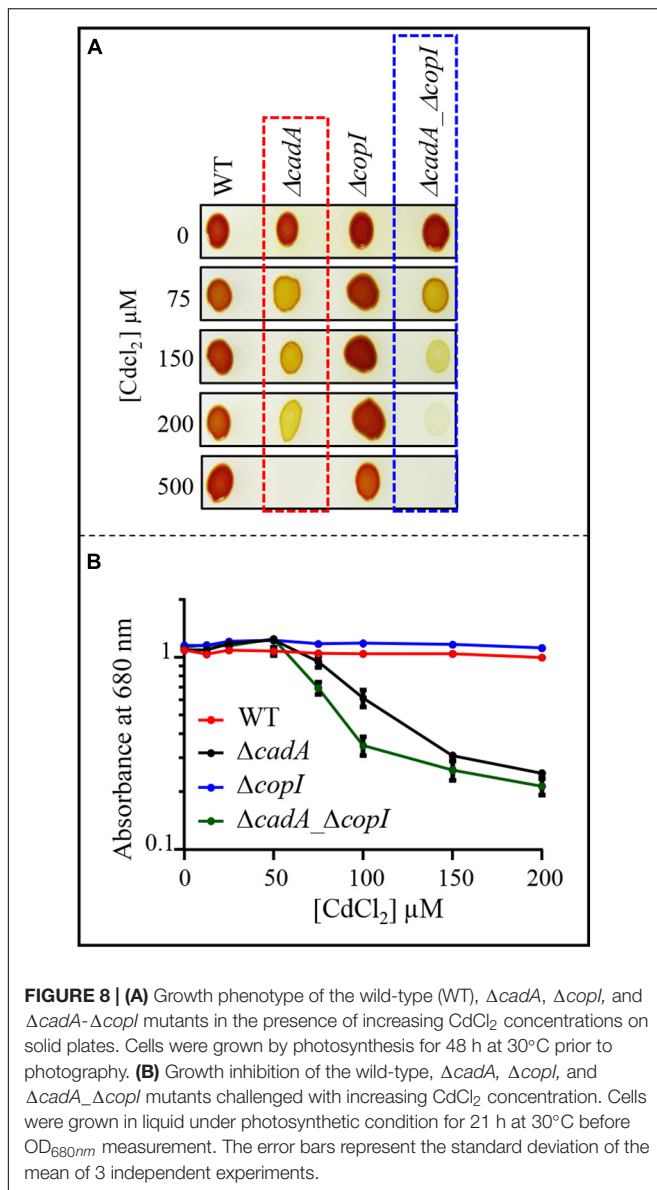 A
WT
ΔcadA
ΔcopI
ΔcadA_ΔcopI
[Cdcl₂] μM
0
75
150
200
500
B
Absorbance at 680 nm
1
0.1
WT
ΔcadA
ΔcopI
ΔcadA_ΔcopI
0 50 100 150 200
[CdCl₂] μM
FIGURE 8 | (A) Growth phenotype of the wild-type (WT), ΔcadA, ΔcopI, and
ΔcadA-ΔcopI mutants in the presence of increasing CdCl₂ concentrations on
solid plates. Cells were grown by photosynthesis for 48 h at 30°C prior to
photography. (B) Growth inhibition of the wild-type, ΔcadA, ΔcopI, and
ΔcadA_ΔcopI mutants challenged with increasing CdCl₂ concentration. Cells
were grown in liquid under photosynthetic condition for 21 h at 30°C before
OD₆₈₀nm measurement. The error bars represent the standard deviation of the
mean of 3 independent experiments.